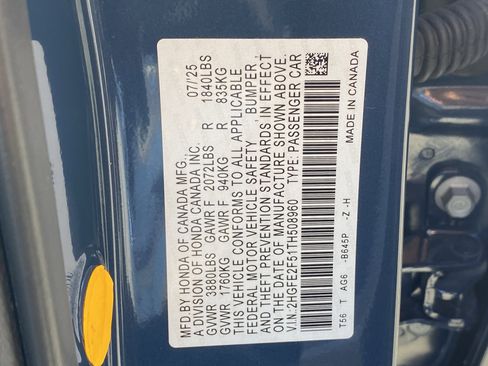 MFD. BY HONDA OF CANADA MFG. 07/25
A DIVISION OF HONDA CANADA INC.
GVWR 3880LBS GAWR F 2072LBS R 1840LBS
GVWR 1760KG GAWR F 940KG R 835KG
THIS VEHICLE CONFORMS TO ALL APPLICABLE
FEDERAL MOTOR VEHICLE SAFETY, BUMPER,
THEFT PREVENTION STANDARDS IN EFFECT
ON THE DATE OF MANUFACTURE SHOWN ABOVE.
V.I.N: 2HGFE2F51TH508960 TYPE: PASSENGER CAR
T56 T AG6 -B645P -Z -H MADE IN CANADA